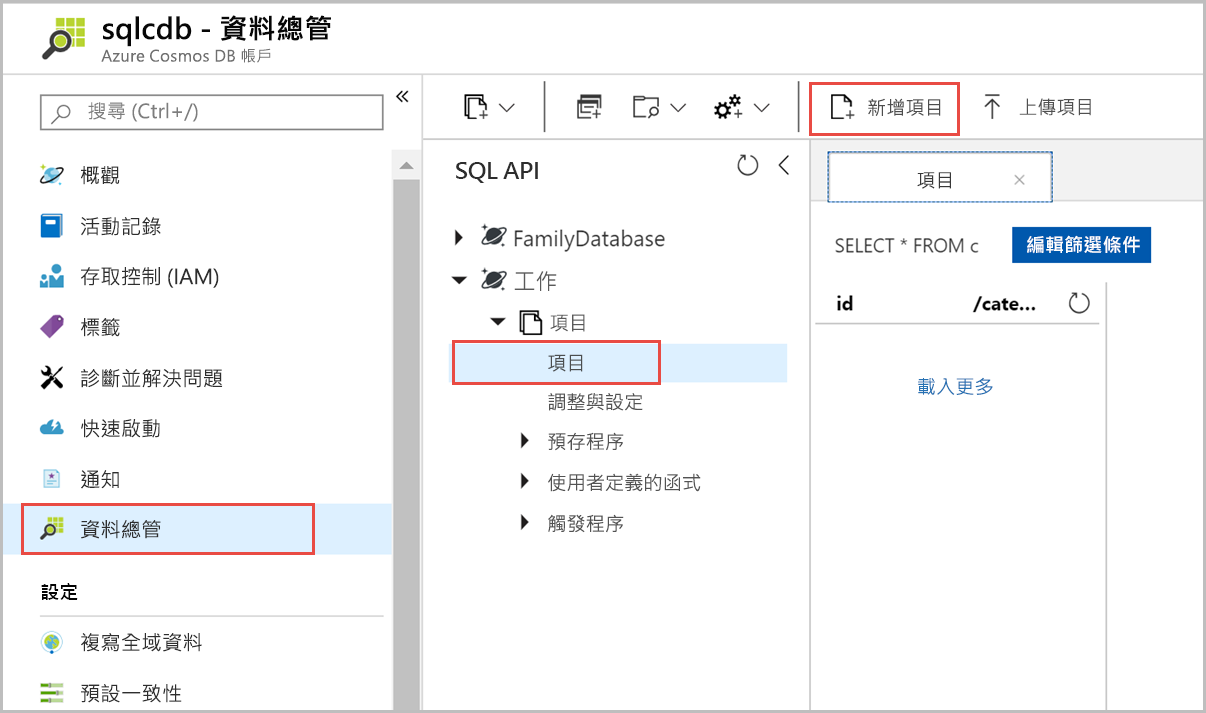 sqlcdb - 資料總管
Azure Cosmos DB 帳戶
搜尋 (Ctrl+/)
概觀
活動記錄
存取控制 (IAM)
標籤
診斷並解決問題
快速啟動
通知
資料總管
設定
複寫全域資料
預設一致性
新增項目
上傳項目
SQL API
FamilyDatabase
工作
項目
項目
調整與設定
預存程序
使用者定義的函式
觸發程序
項目
SELECT * FROM c
編輯篩選條件
id /cate...
載入更多